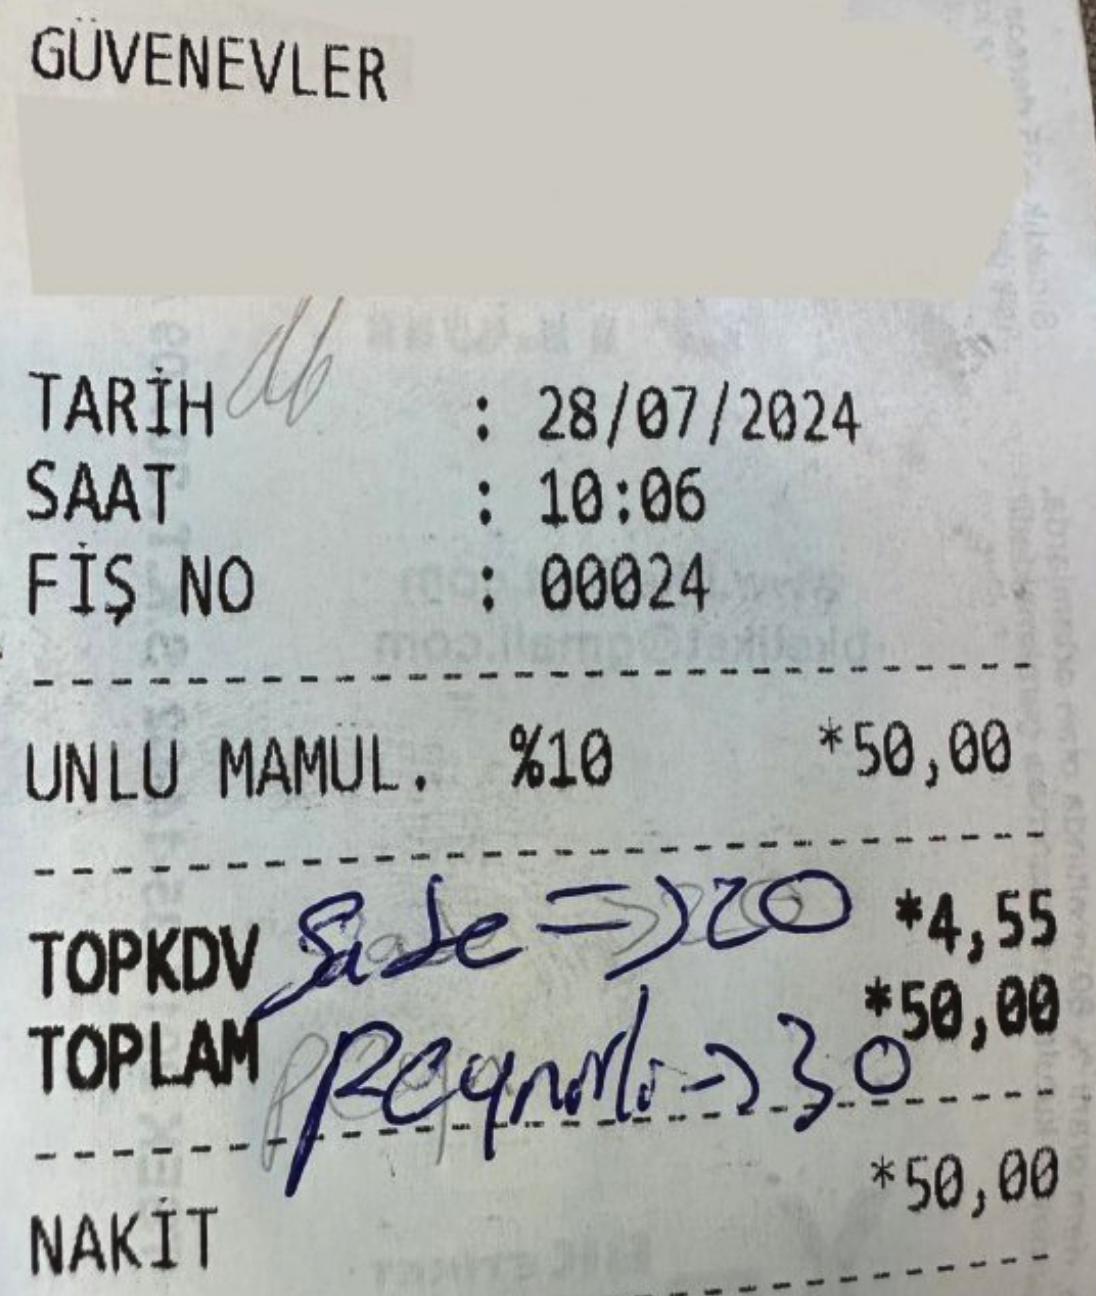 GÜVENEVLER
TARİH : 28/07/2024
SAAT : 10:06
FİŞ NO : 00024
UNLU MAMÜL. %10 *50,00
TOPKDV *4,55
Sade => 20
TOPLAM *50,00
Peynirli -> 30
NAKİT *50,00